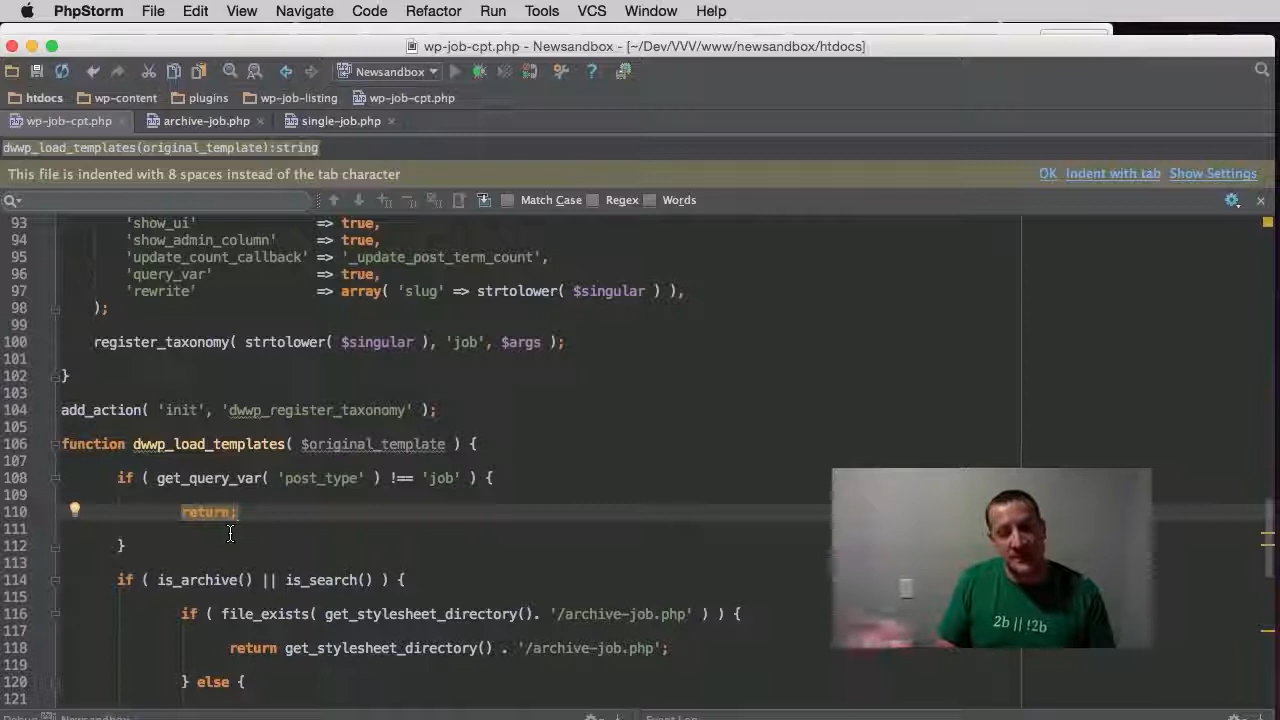 PhpStorm File Edit View Navigate Code Refactor Run Tools VCS Window Help
wp-job-cpt.php - Newsandbox - [~/Dev/VVV/www/newsandbox/htdocs]
Newsandbox
htdocs wp-content plugins wp-job-listing wp-job-cpt.php
wp-job-cpt.php archive-job.php single-job.php
dwwp_load_templates(original_template):string
This file is indented with 8 spaces instead of the tab character OK Indent with tab Show Settings
Match Case Regex Words
93 'show_ui' => true,
94 'show_admin_column' => true,
95 'update_count_callback' => '_update_post_term_count',
96 'query_var' => true,
97 'rewrite' => array( 'slug' => strtolower( $singular ) ),
98 );
99
100 register_taxonomy( strtolower( $singular ), 'job', $args );
101
102 }
103
104 add_action( 'init', 'dwwp_register_taxonomy' );
105
106 function dwwp_load_templates( $original_template ) {
107
108 if ( get_query_var( 'post_type' ) !== 'job' ) {
109
110 return;
111
112 }
113
114 if ( is_archive() || is_search() ) {
115
116 if ( file_exists( get_stylesheet_directory(). '/archive-job.php' ) ) {
117
118 return get_stylesheet_directory() . '/archive-job.php';
119
120 } else {
121
2b || !2b